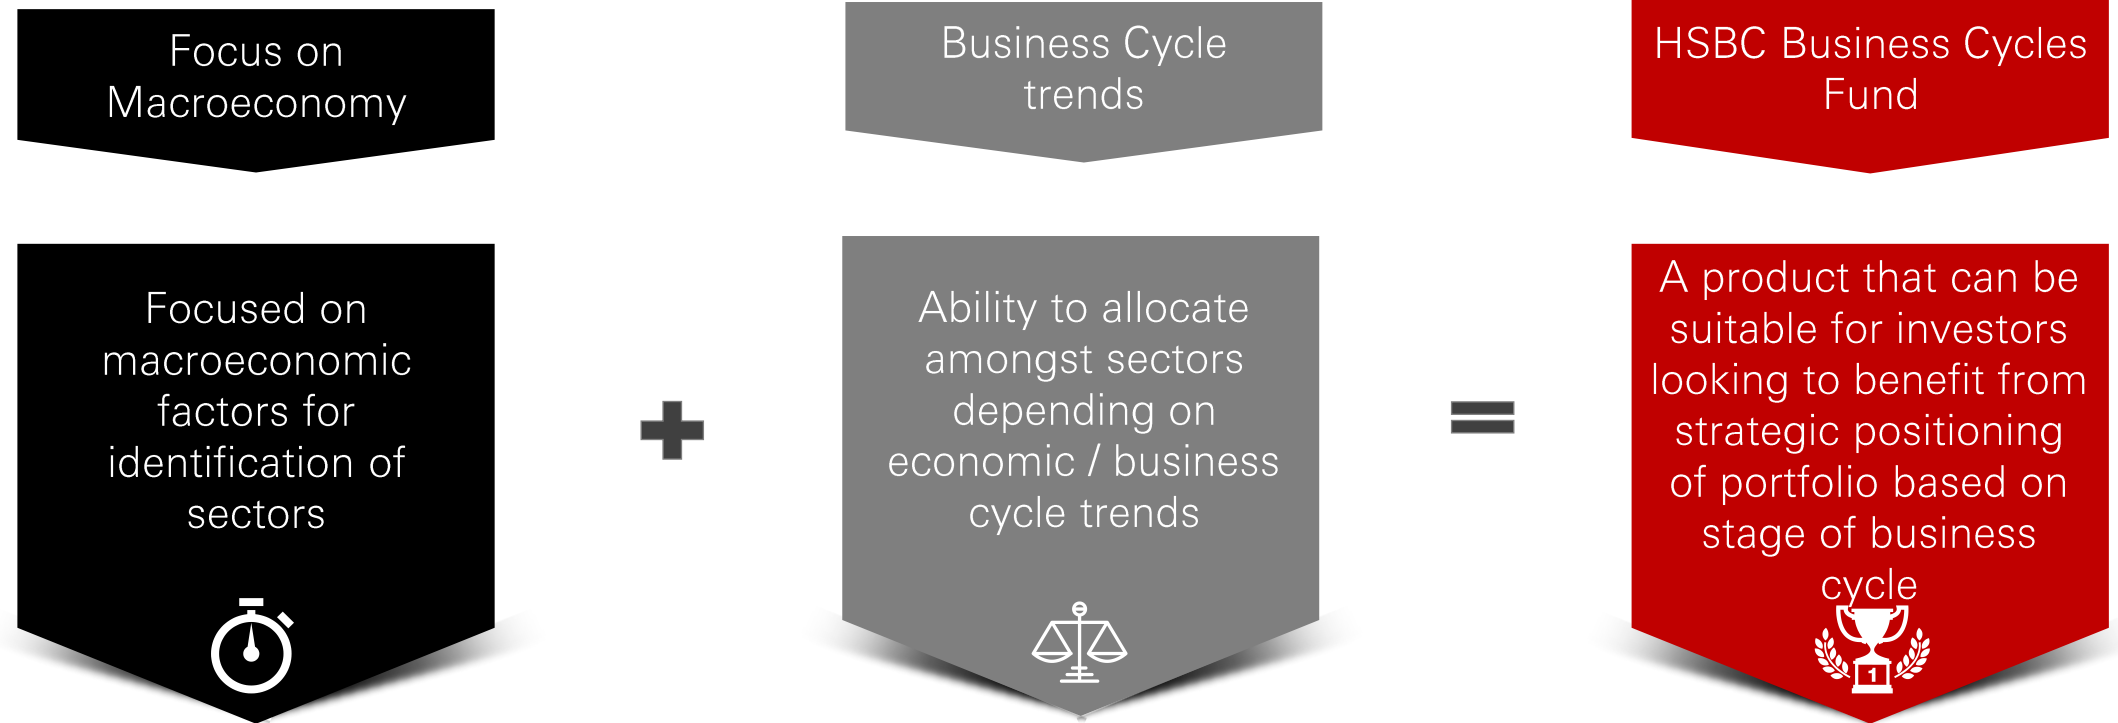 Focus on
Macroeconomy
Business Cycle
trends
HSBC Business Cycles
Fund
Focused on
macroeconomic
factors for
identification of
sectors
+
Ability to allocate
amongst sectors
depending on
economic / business
cycle trends
=
A product that can be
suitable for investors
looking to benefit from
strategic positioning
of portfolio based on
stage of business
cycle
1